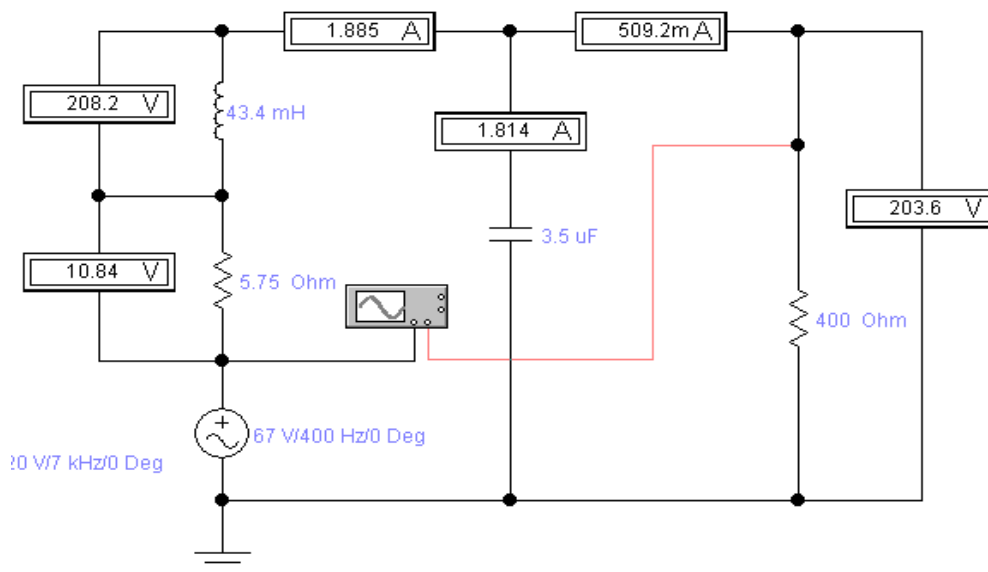 1.885 A
509.2m A
208.2 V
43.4 mH
1.814 A
203.6 V
3.5 uF
10.84 V
5.75 Ohm
400 Ohm
67 V/400 Hz/0 Deg
V/7 kHz/0 Deg